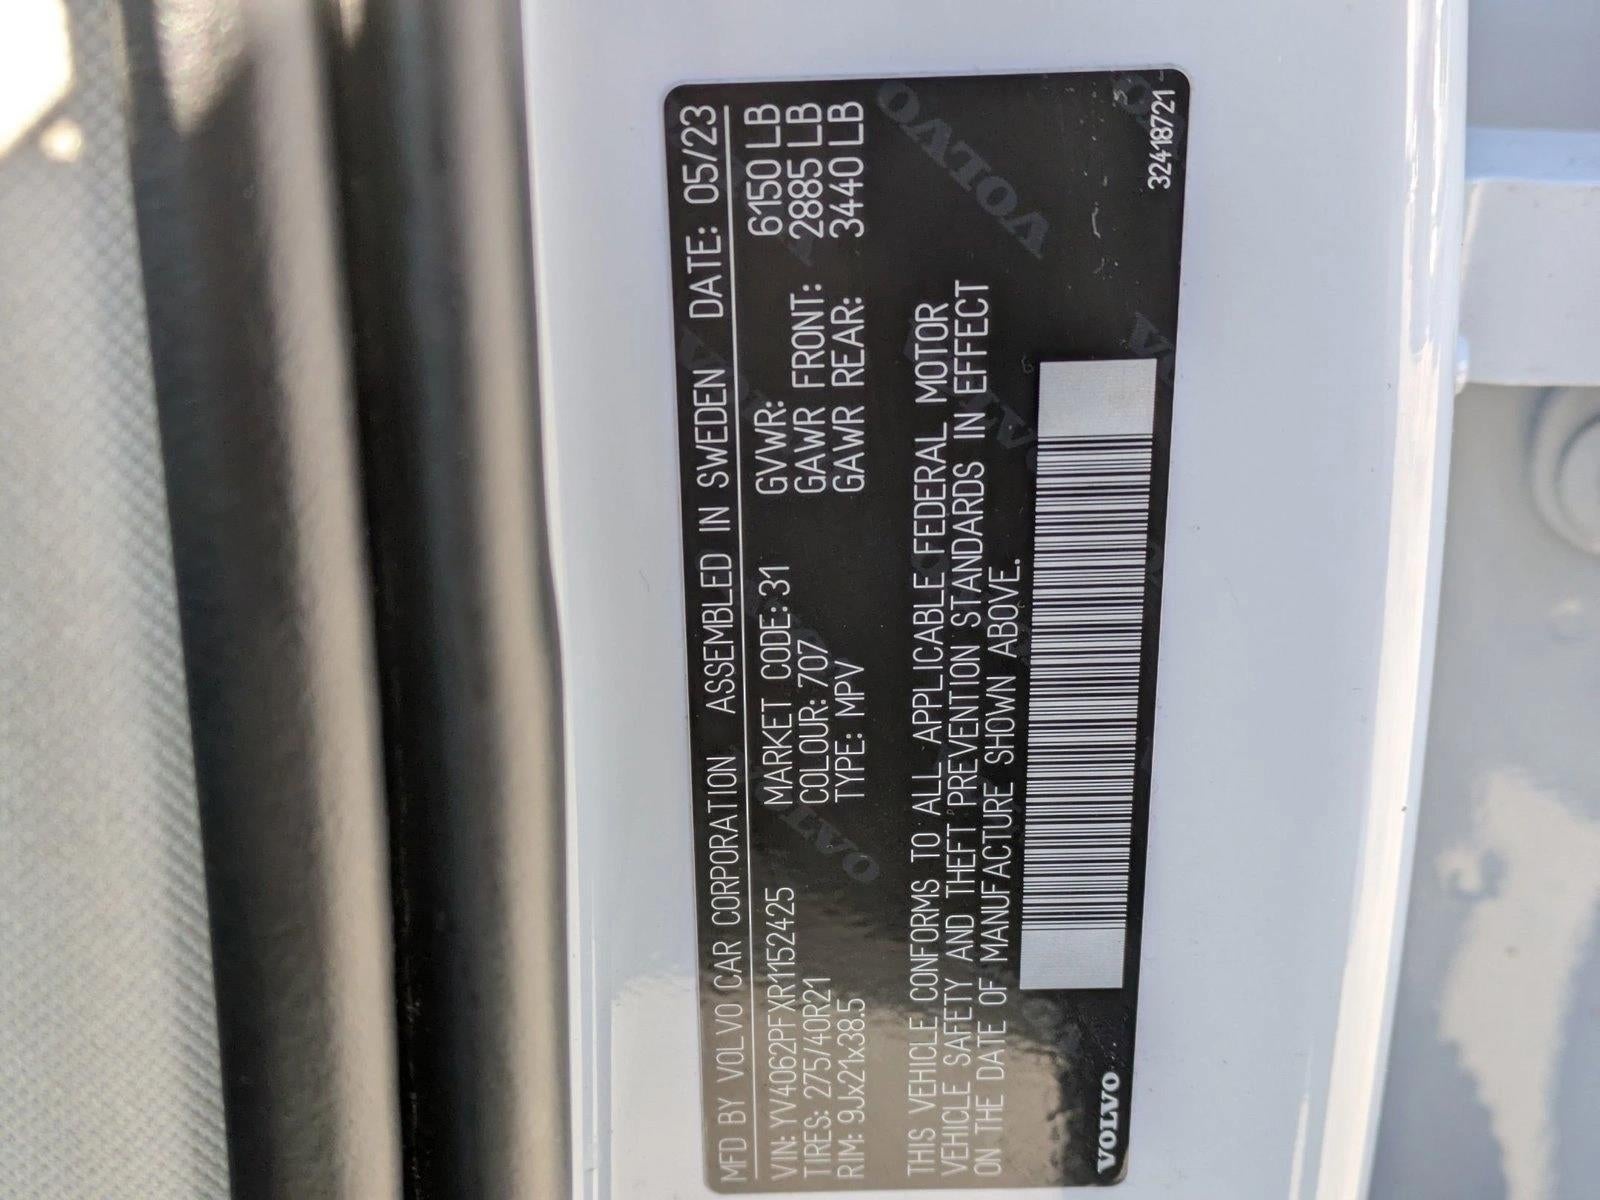 MFD BY VOLVO CAR CORPORATION ASSEMBLED IN SWEDEN DATE: 05/23
VIN: YV4062PFXR1152425 MARKET CODE: 31 GVWR: 6150 LB
TIRES: 275/40R21 COLOUR: 707 GAWR FRONT: 2885 LB
RIM: 9Jx21x38.5 TYPE: MPV GAWR REAR: 3440 LB
THIS VEHICLE CONFORMS TO ALL APPLICABLE FEDERAL MOTOR
VEHICLE SAFETY AND THEFT PREVENTION STANDARDS IN EFFECT
ON THE DATE OF MANUFACTURE SHOWN ABOVE.
VOLVO 32418721